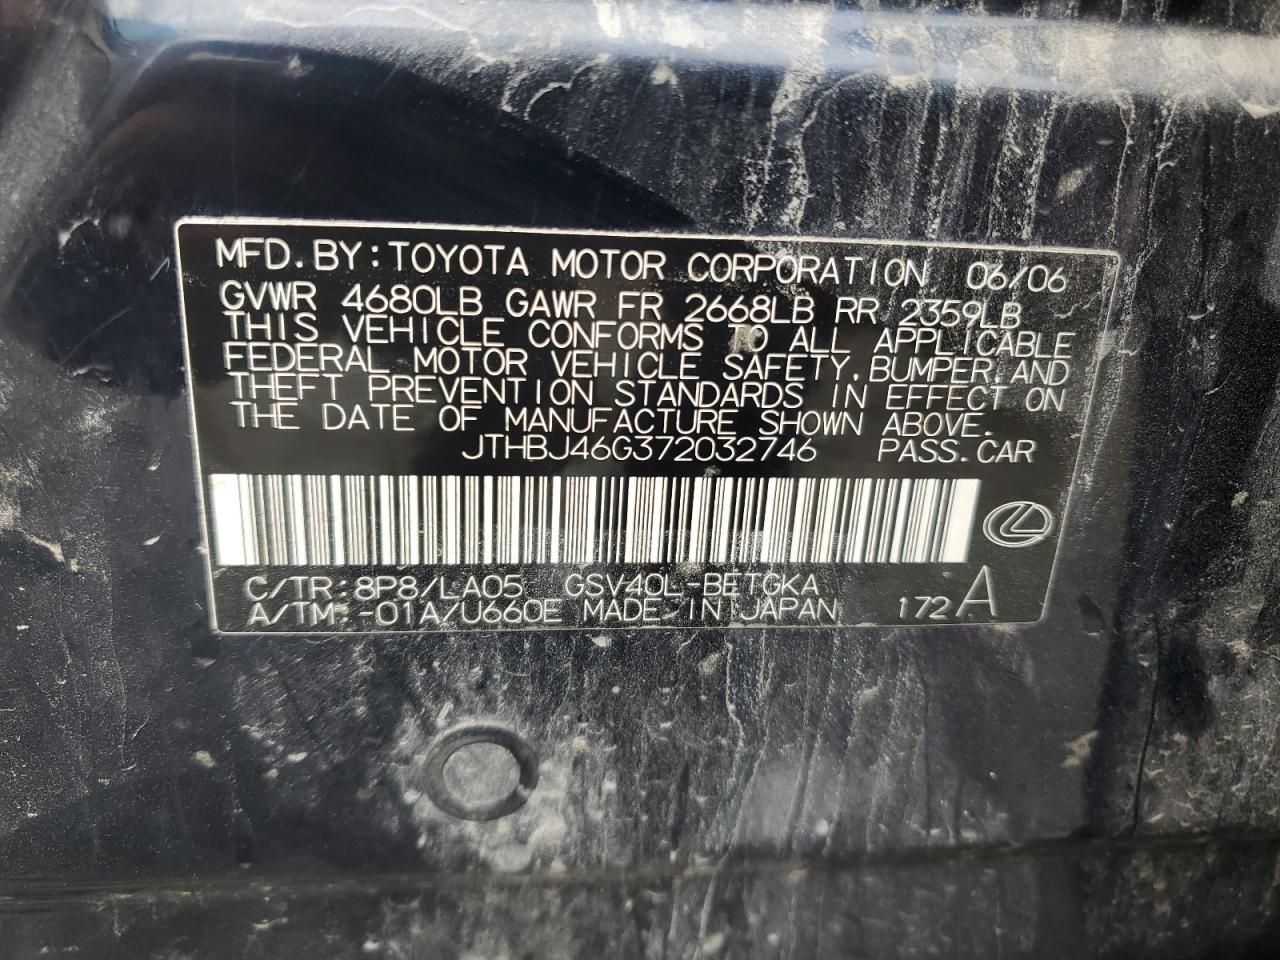 MFD. BY: TOYOTA MOTOR CORPORATION 06/06
GVWR 4680LB GAWR FR 2668LB RR 2359LB
THIS VEHICLE CONFORMS TO ALL APPLICABLE
FEDERAL MOTOR VEHICLE SAFETY, BUMPER, AND
THEFT PREVENTION STANDARDS IN EFFECT ON
THE DATE OF MANUFACTURE SHOWN ABOVE.
JTHBJ46G372032746 PASS. CAR
C/TR: 8P8/LA05 GSV40L-BETGKA
A/TM: -01A/U660E MADE IN JAPAN 172A